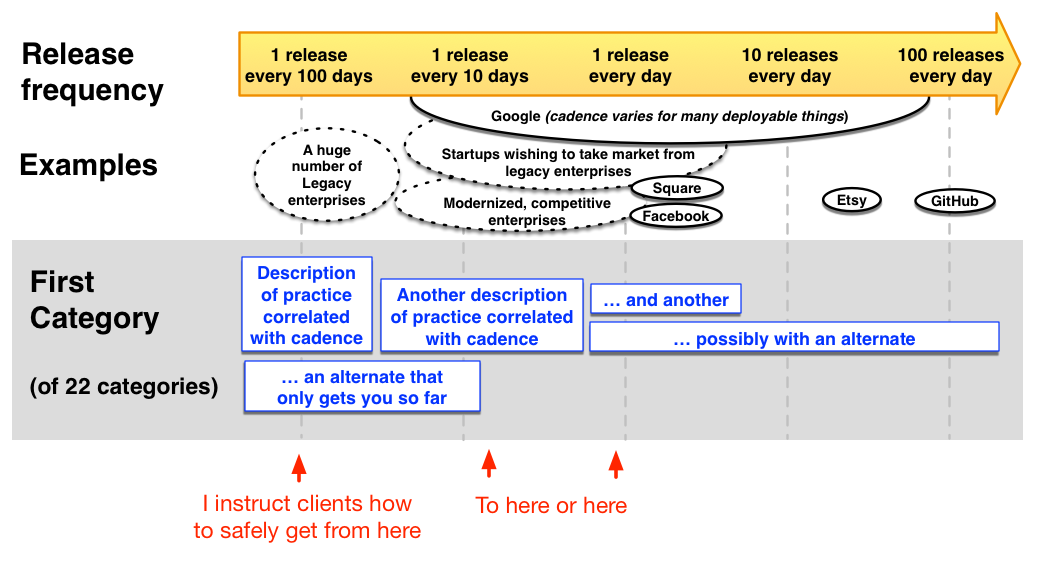 Release
frequency
1 release
every 100 days
1 release
every 10 days
1 release
every day
10 releases
every day
100 releases
every day
Examples
Google (cadence varies for many deployable things)
A huge
number of
Legacy
enterprises
Startups wishing to take market from
legacy enterprises
Modernized, competitive
enterprises
Square
Facebook
Etsy
GitHub
First
Category
(of 22 categories)
Description
of practice
correlated
with cadence
Another description
of practice correlated
with cadence
… and another
… possibly with an alternate
… an alternate that
only gets you so far
I instruct clients how
to safely get from here
To here or here